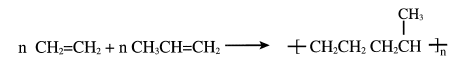 CH₃
n CH₂=CH₂ + n CH₃CH=CH₂ ⟶ ⁅CH₂CH₂ CH₂CH⁆ₙ